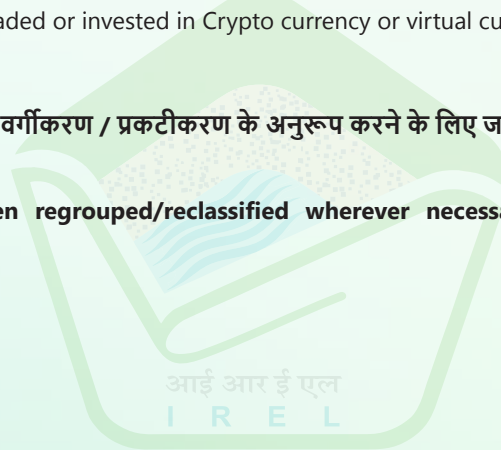 aded or invested in Crypto currency or virtual cu
वर्गीकरण / प्रकटीकरण के अनुरूप करने के लिए ज
en regrouped/reclassified wherever necessa
आई आर ई एल
I R E L